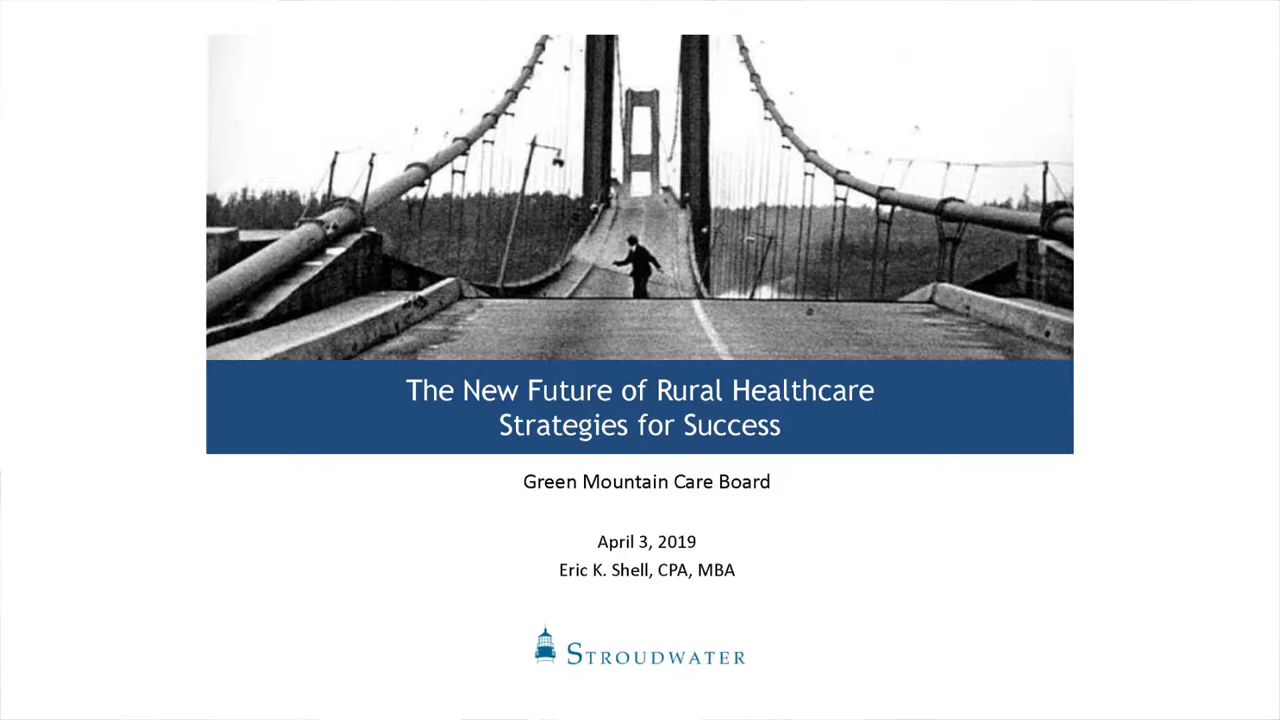 The New Future of Rural Healthcare
Strategies for Success
Green Mountain Care Board
April 3, 2019
Eric K. Shell, CPA, MBA
STROUDWATER